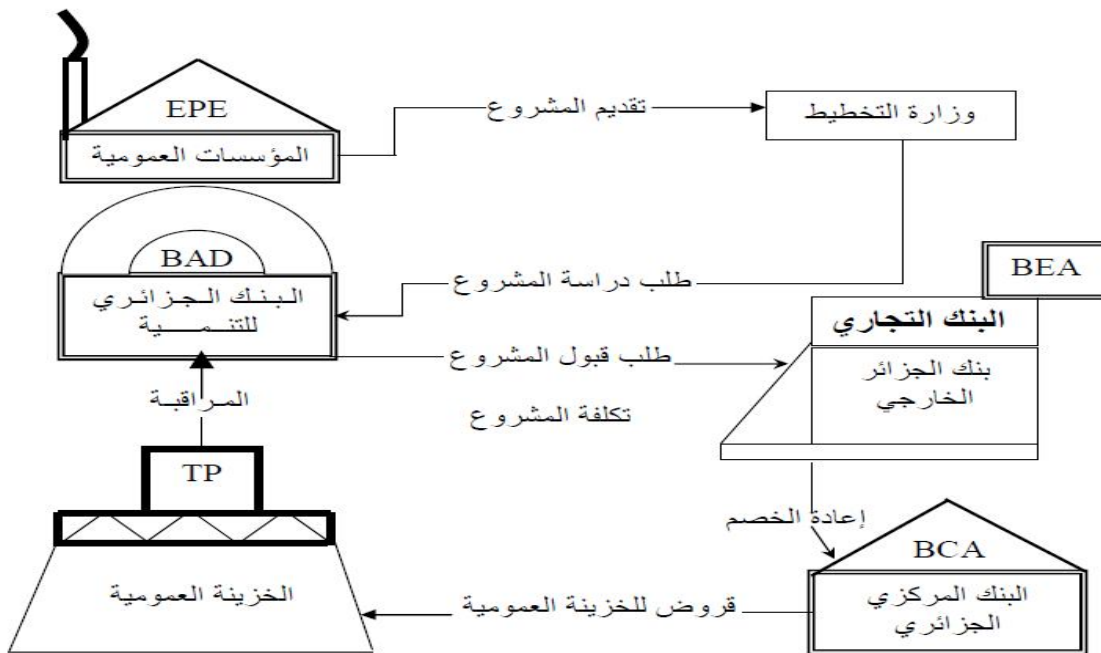 EPE
المؤسسات العمومية
تقديم المشروع
وزارة التخطيط
BAD
البنك الجزائري
للتنمية
طلب دراسة المشروع
BEA
البنك التجاري
بنك الجزائر
الخارجي
طلب قبول المشروع
تكلفة المشروع
المراقبة
TP
الخزينة العمومية
إعادة الخصم
BCA
البنك المركزي
الجزائري
قروض للخزينة العمومية